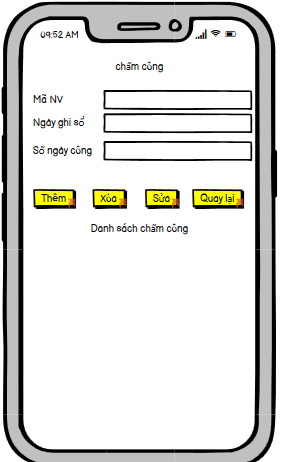 09:52 AM
chấm công
Mã NV
Ngày ghi sổ
Số ngày công
Thêm Xóa Sửa Quay lại
Danh sách chấm công